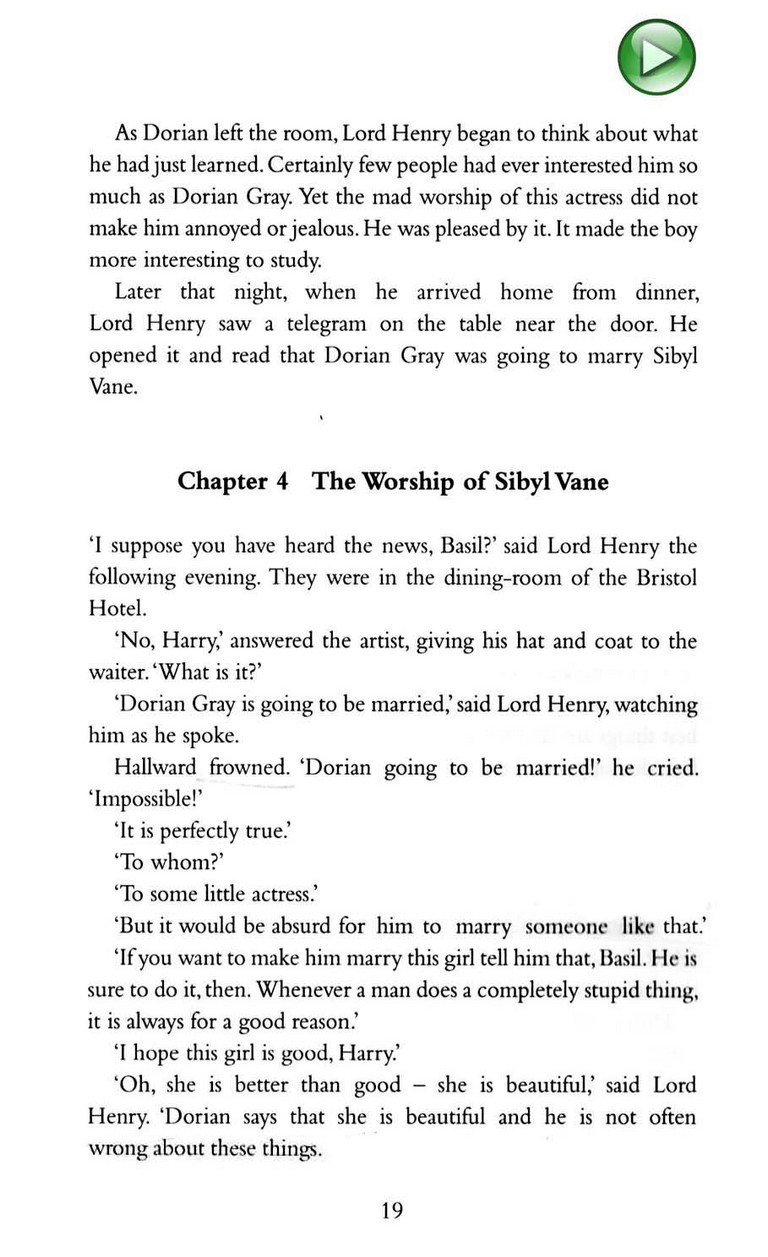 As Dorian left the room, Lord Henry began to think about what
he had just learned. Certainly few people had ever interested him so
much as Dorian Gray. Yet the mad worship of this actress did not
make him annoyed or jealous. He was pleased by it. It made the boy
more interesting to study.
Later that night, when he arrived home from dinner,
Lord Henry saw a telegram on the table near the door. He
opened it and read that Dorian Gray was going to marry Sibyl
Vane.
Chapter 4 The Worship of Sibyl Vane
‘I suppose you have heard the news, Basil?’ said Lord Henry the
following evening. They were in the dining-room of the Bristol
Hotel.
‘No, Harry,’ answered the artist, giving his hat and coat to the
waiter. ‘What is it?’
‘Dorian Gray is going to be married,’ said Lord Henry, watching
him as he spoke.
Hallward frowned. ‘Dorian going to be married!’ he cried.
‘Impossible!’
‘It is perfectly true.’
‘To whom?’
‘To some little actress.’
‘But it would be absurd for him to marry someone like that.’
‘If you want to make him marry this girl tell him that, Basil. He is
sure to do it, then. Whenever a man does a completely stupid thing,
it is always for a good reason.’
‘I hope this girl is good, Harry.’
‘Oh, she is better than good – she is beautiful,’ said Lord
Henry. ‘Dorian says that she is beautiful and he is not often
wrong about these things.
19